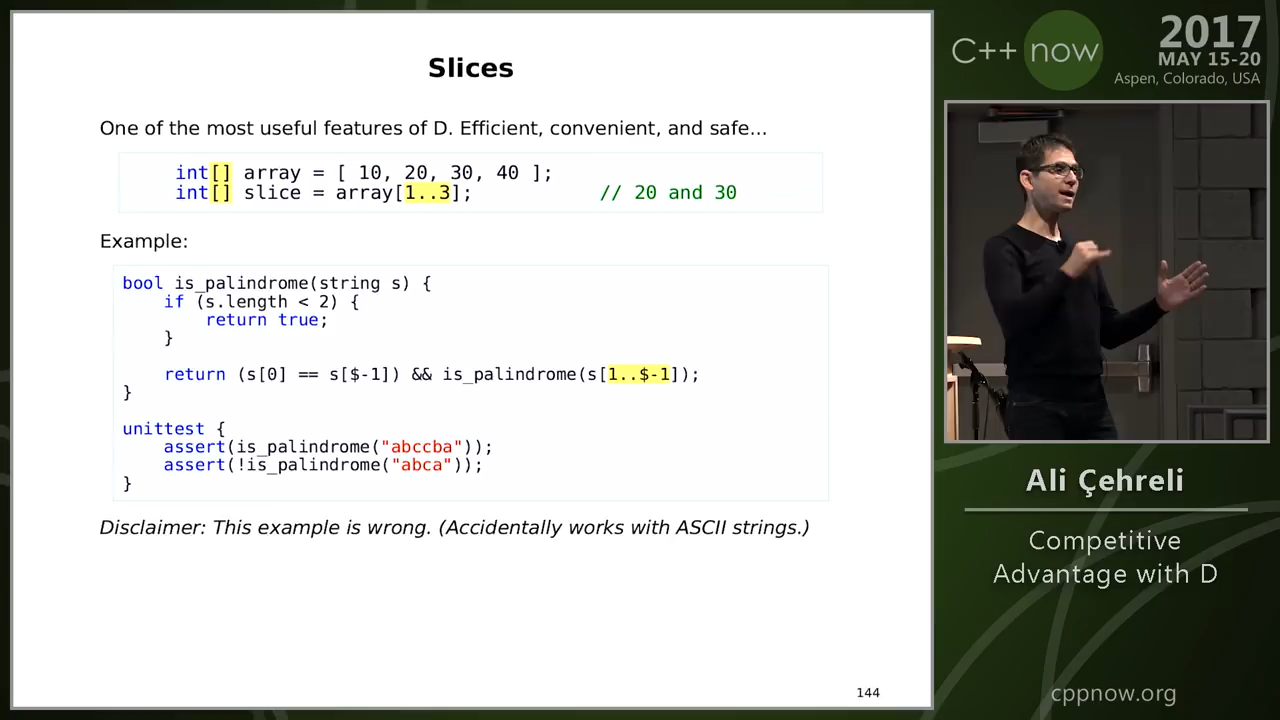 Slices
One of the most useful features of D. Efficient, convenient, and safe...
int[] array = [ 10, 20, 30, 40 ];
int[] slice = array[1..3]; // 20 and 30
Example:
bool is_palindrome(string s) {
if (s.length < 2) {
return true;
}
return (s[0] == s[$-1]) && is_palindrome(s[1..$-1]);
}
unittest {
assert(is_palindrome("abccba"));
assert(!is_palindrome("abca"));
}
Disclaimer: This example is wrong. (Accidentally works with ASCII strings.)
144
C++ now
2017
MAY 15-20
Aspen, Colorado, USA
Ali Çehreli
Competitive
Advantage with D
cppnow.org